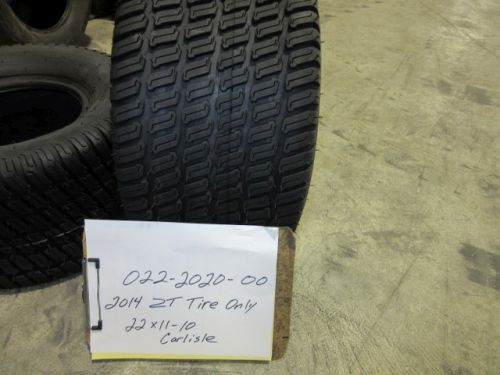 022-2020-00
2014 ZT Tire Only
22x11-10
Carlisle